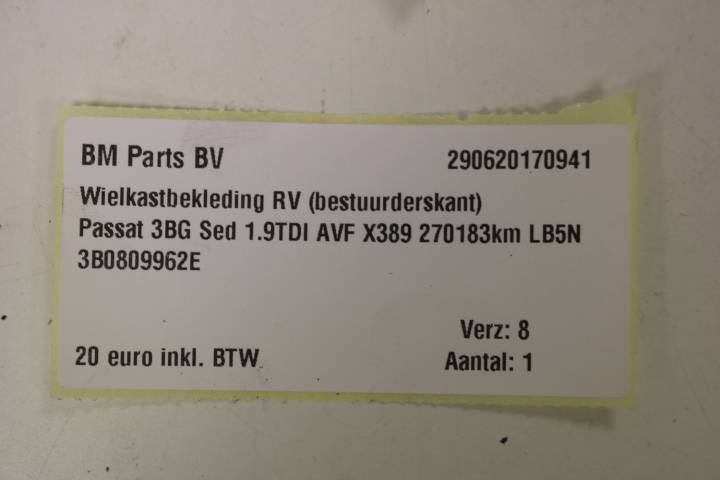 BM Parts BV 290620170941
Wielkastbekleding RV (bestuurderskant)
Passat 3BG Sed 1.9TDI AVF X389 270183km LB5N
3B0809962E
Verz: 8
20 euro inkl. BTW Aantal: 1